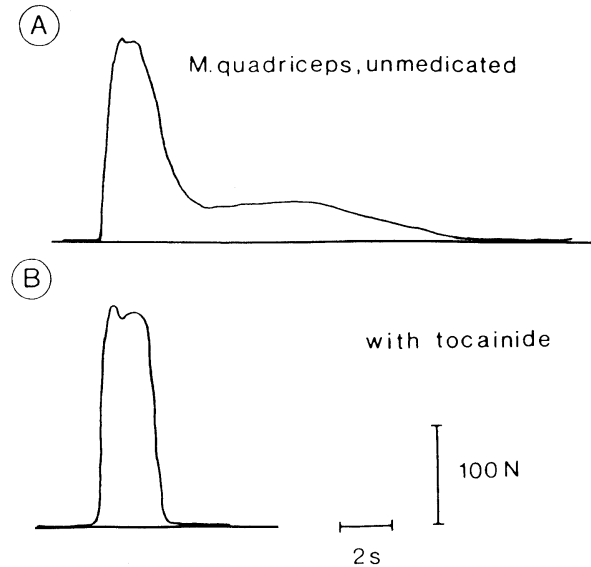 A
M. quadriceps, unmedicated
B
with tocainide
100 N
2 s